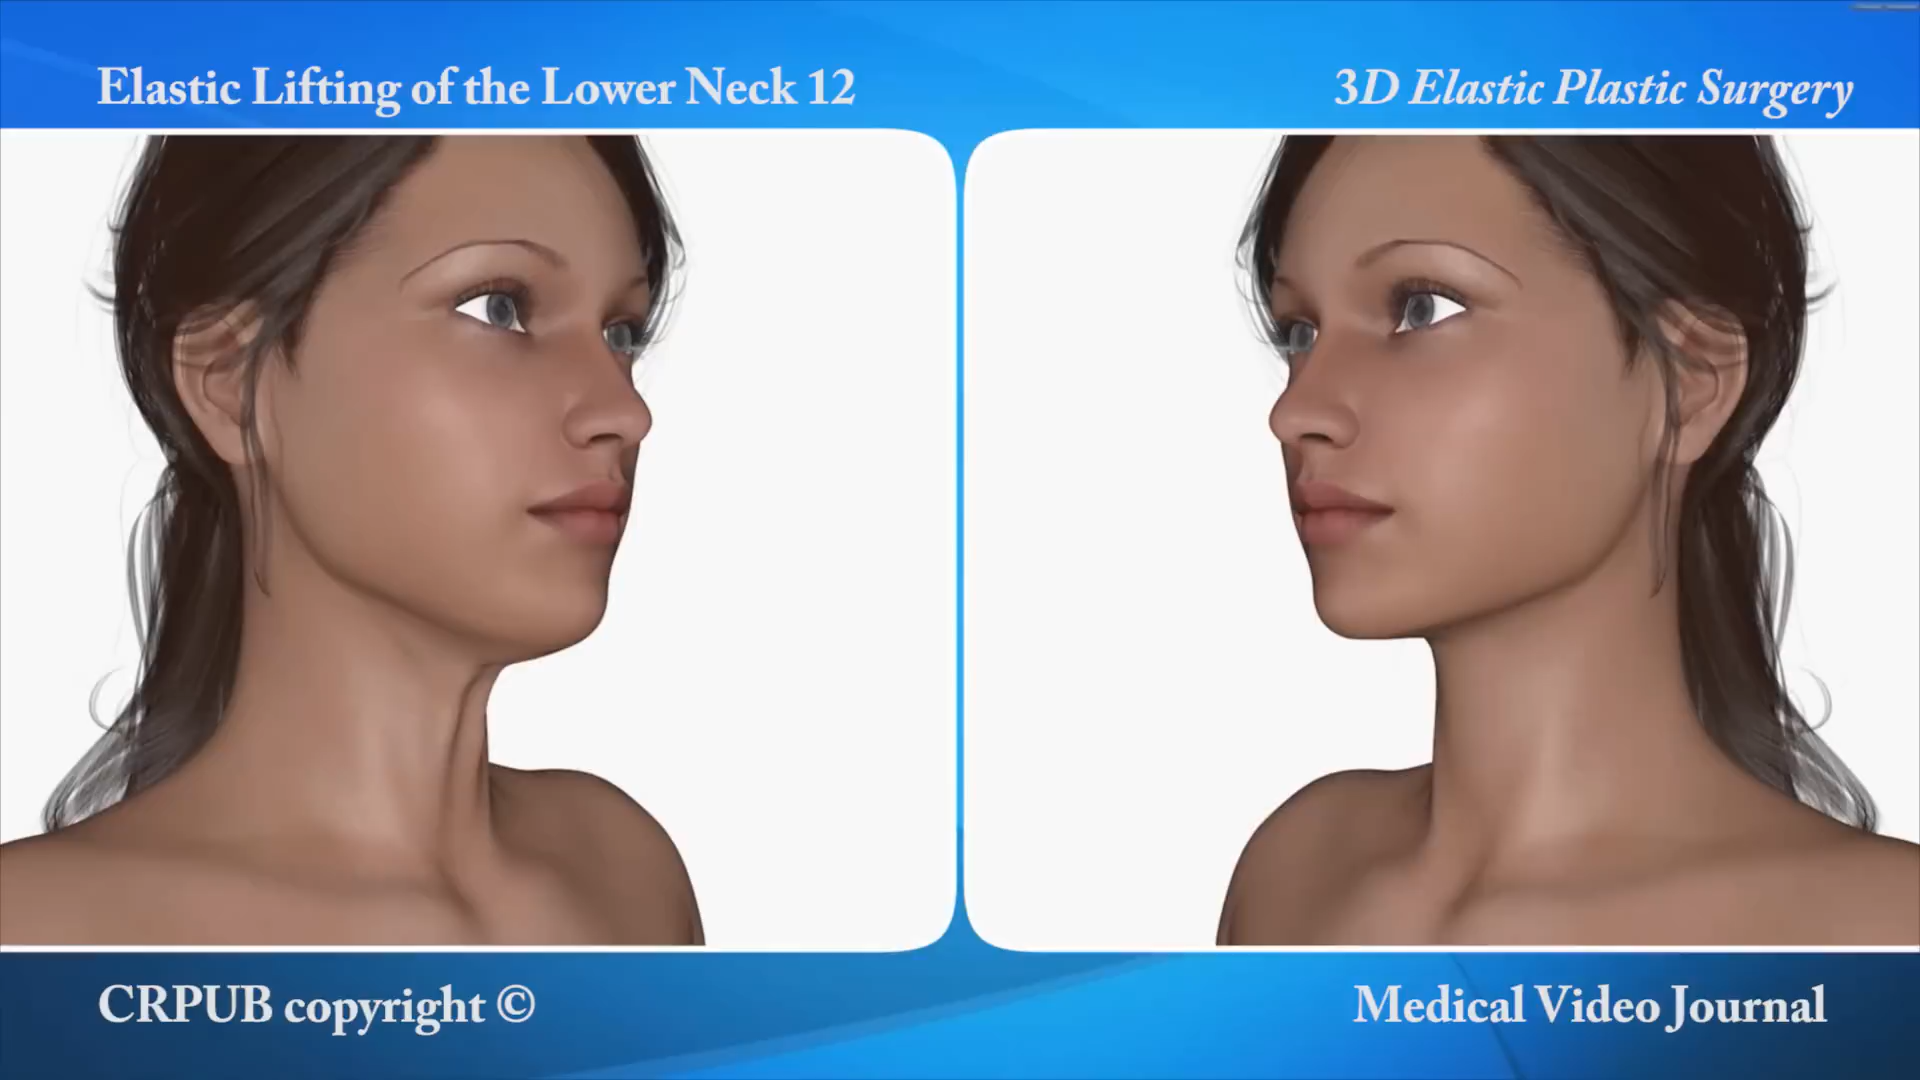 Elastic Lifting of the Lower Neck 12
3D Elastic Plastic Surgery
CRPUB copyright ©
Medical Video Journal